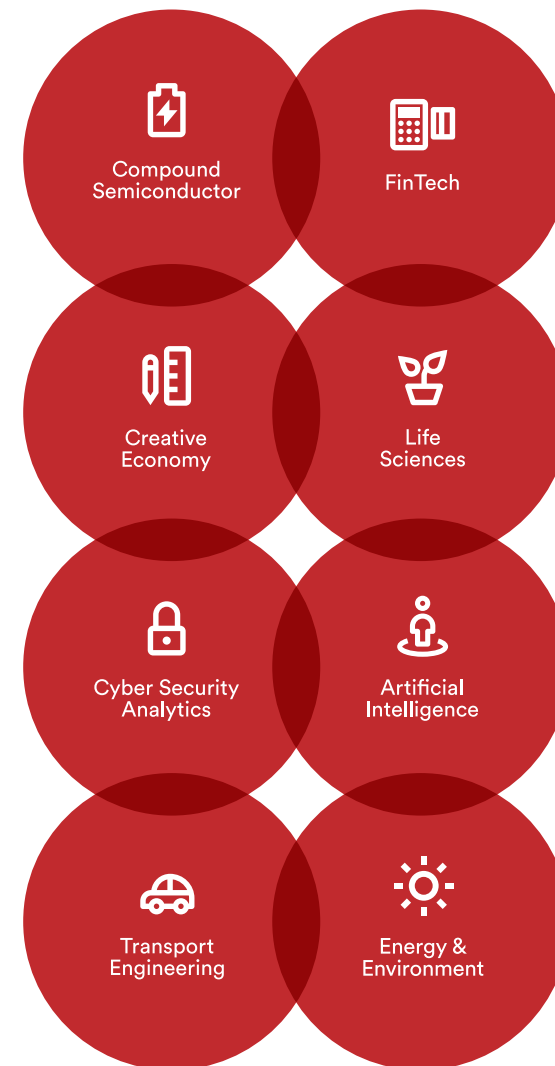 Compound
Semiconductor
FinTech
Creative
Economy
Life
Sciences
Cyber Security
Analytics
Artificial
Intelligence
Transport
Engineering
Energy &
Environment